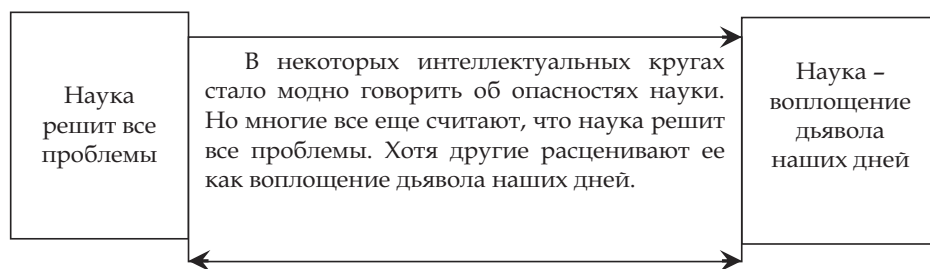 Наука
решит все
проблемы
В некоторых интеллектуальных кругах
стало модно говорить об опасностях науки.
Но многие все еще считают, что наука решит
все проблемы. Хотя другие расценивают ее
как воплощение дьявола наших дней.
Наука –
воплощение
дьявола
наших дней